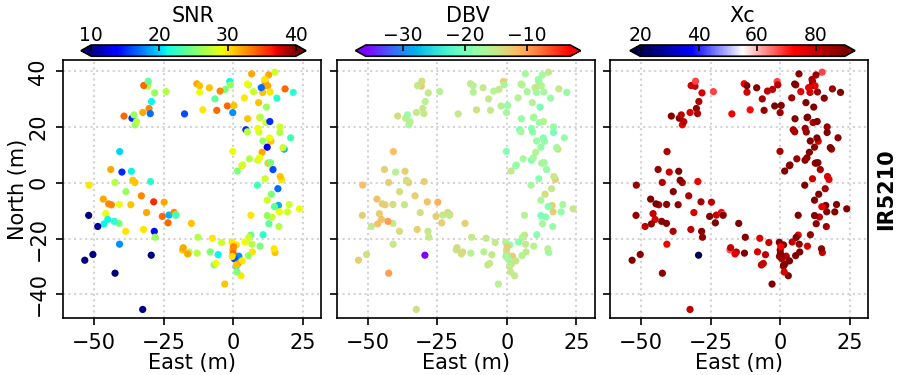 SNR DBV Xc
10 20 30 40 −30 −20 −10 20 40 60 80
40
20
0
−20
−40
North (m)
IR5210
−50 −25 0 25 −50 −25 0 25 −50 −25 0 25
East (m) East (m) East (m)